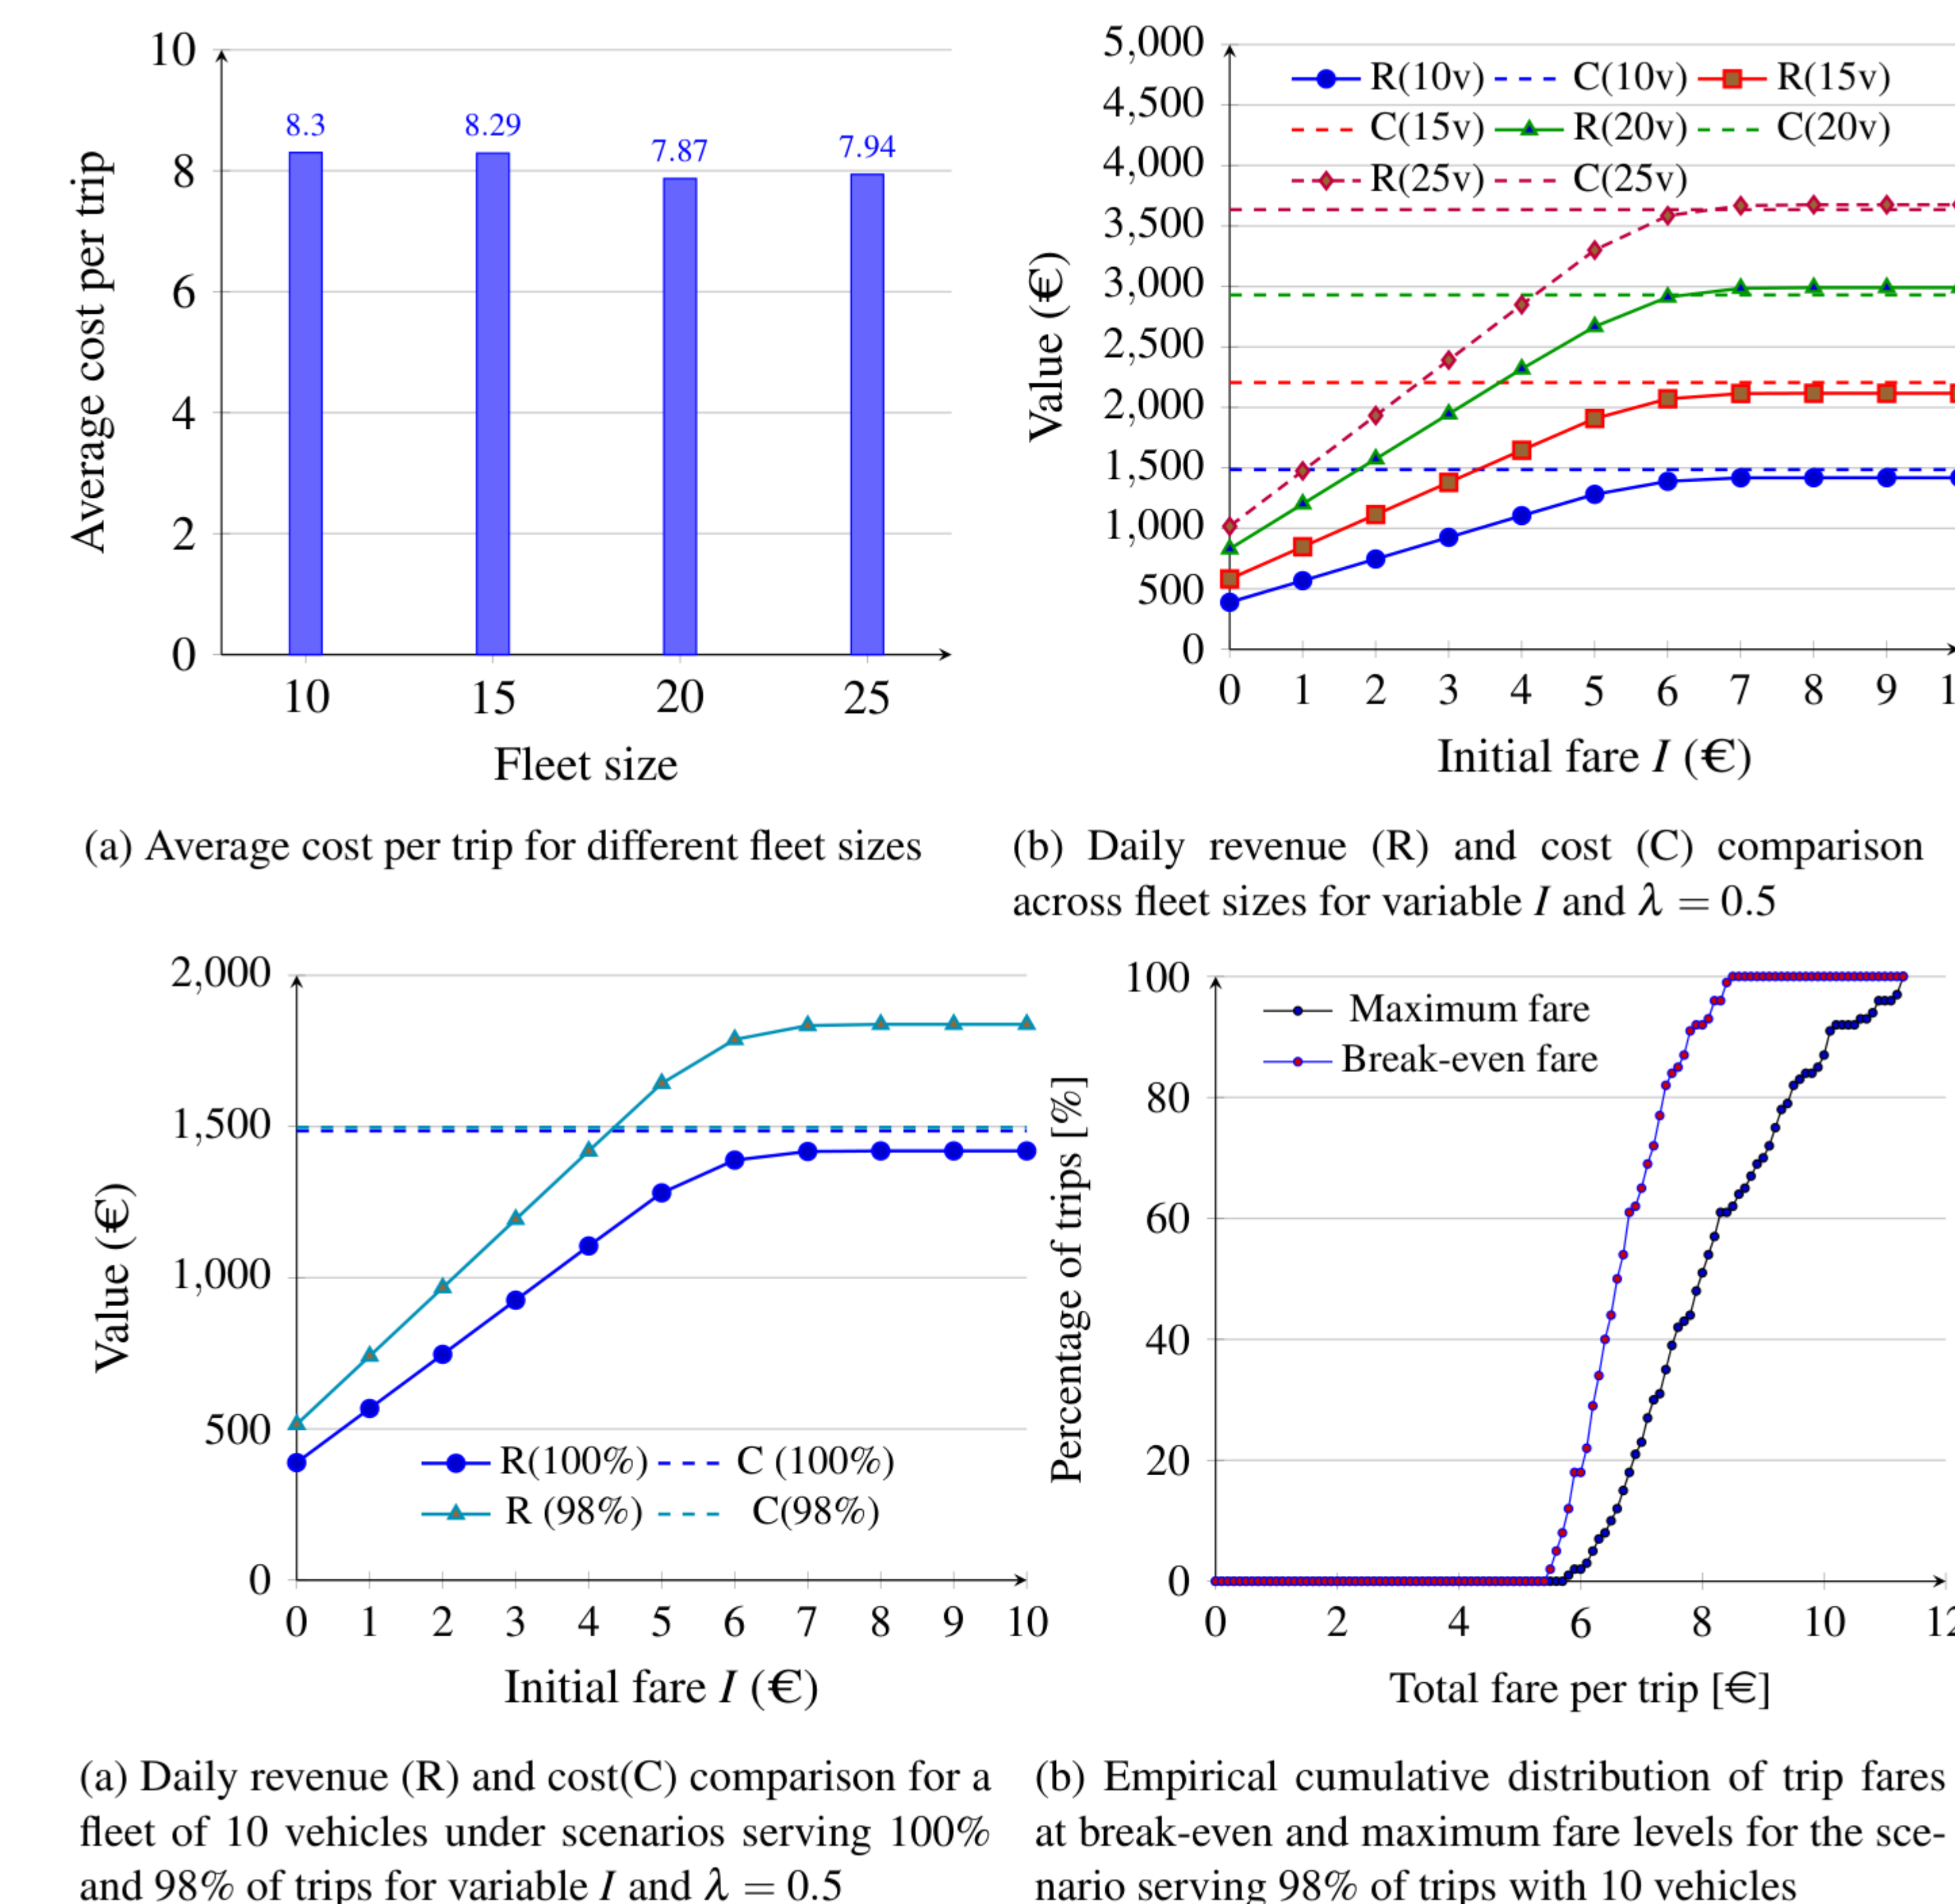 10
8
6
4
2
0
Average cost per trip
8.3
8.29
7.87
7.94
10 15 20 25
Fleet size
(a) Average cost per trip for different fleet sizes
5,000
4,500
4,000
3,500
3,000
2,500
2,000
1,500
1,000
500
0
Value (€)
R(10v) C(10v) R(15v)
C(15v) R(20v) C(20v)
R(25v) C(25v)
0 1 2 3 4 5 6 7 8 9 1
Initial fare I (€)
(b) Daily revenue (R) and cost (C) comparison
across fleet sizes for variable I and λ = 0.5
2,000
1,500
1,000
500
0
Value (€)
R(100%) C (100%)
R (98%) C(98%)
0 1 2 3 4 5 6 7 8 9 10
Initial fare I (€)
(a) Daily revenue (R) and cost(C) comparison for a
fleet of 10 vehicles under scenarios serving 100%
and 98% of trips for variable I and λ = 0.5
100
80
60
40
20
0
Percentage of trips [%]
Maximum fare
Break-even fare
0 2 4 6 8 10 12
Total fare per trip [€]
(b) Empirical cumulative distribution of trip fares
at break-even and maximum fare levels for the sce-
nario serving 98% of trips with 10 vehicles